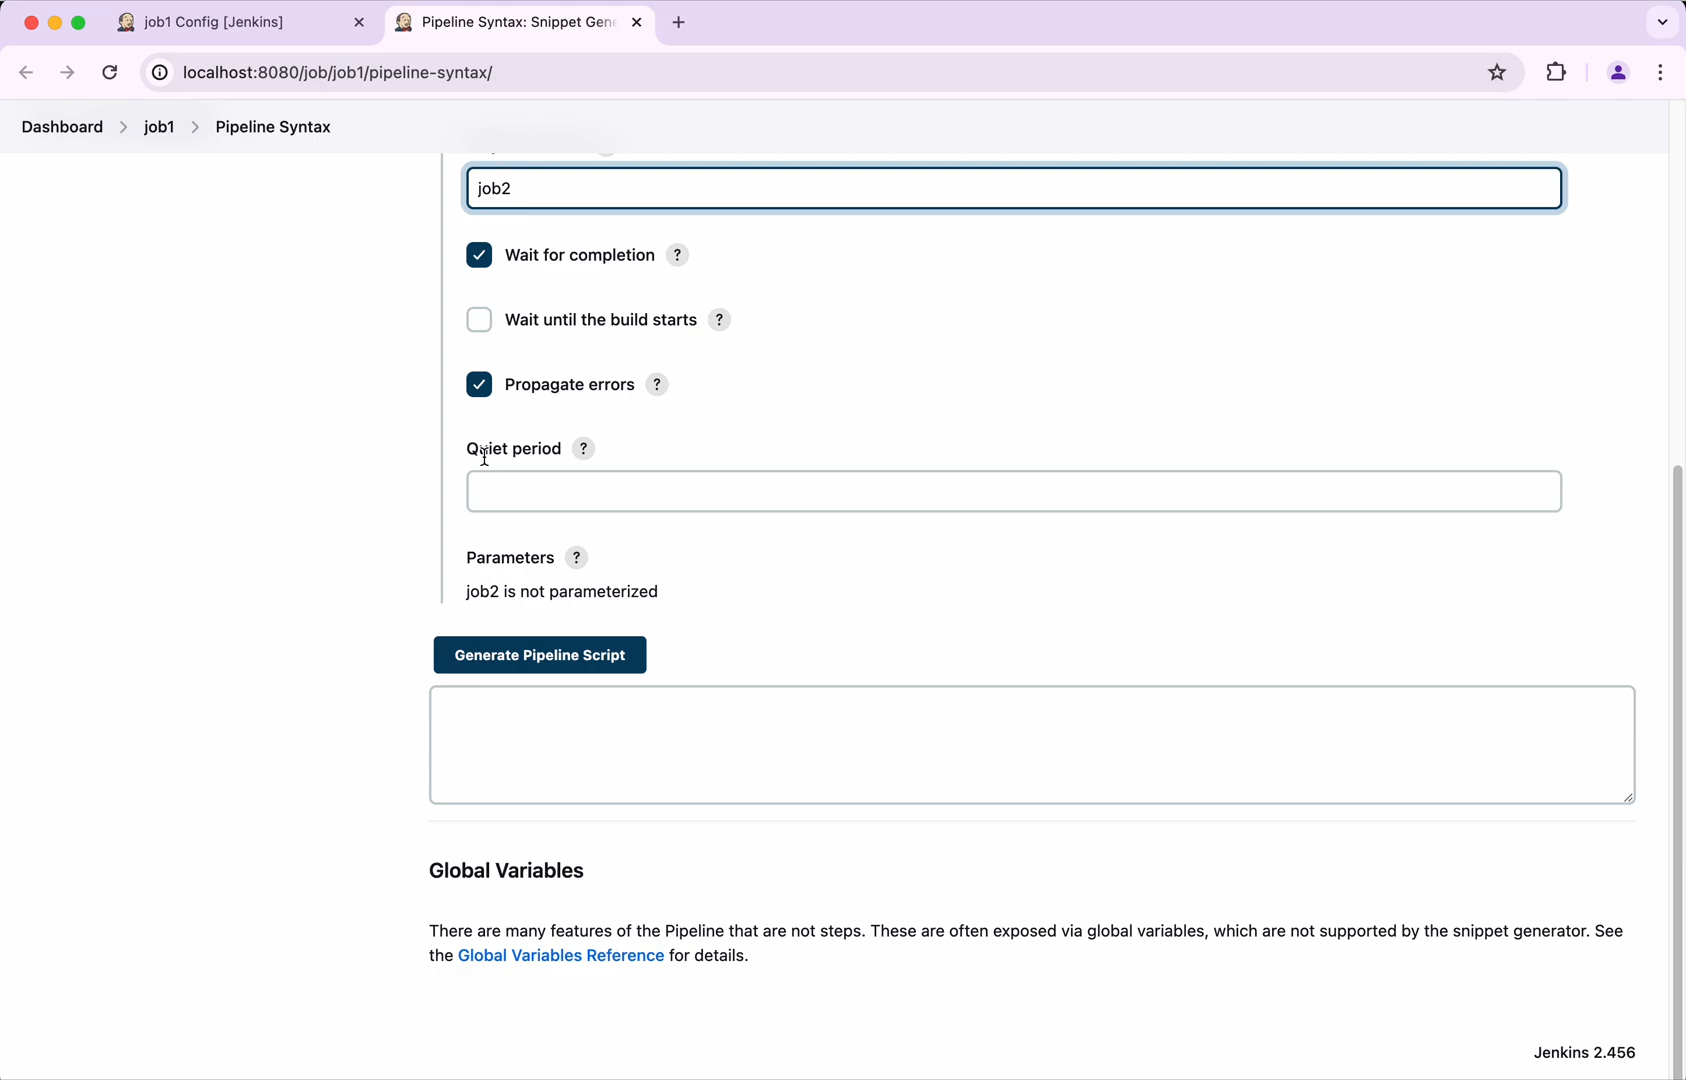 job1 Config [Jenkins]
Pipeline Syntax: Snippet Gen
localhost:8080/job/job1/pipeline-syntax/
Dashboard > job1 > Pipeline Syntax
job2
Wait for completion ?
Wait until the build starts ?
Propagate errors ?
Quiet period ?
Parameters ?
job2 is not parameterized
Generate Pipeline Script
Global Variables
There are many features of the Pipeline that are not steps. These are often exposed via global variables, which are not supported by the snippet generator. See
the Global Variables Reference for details.
Jenkins 2.456